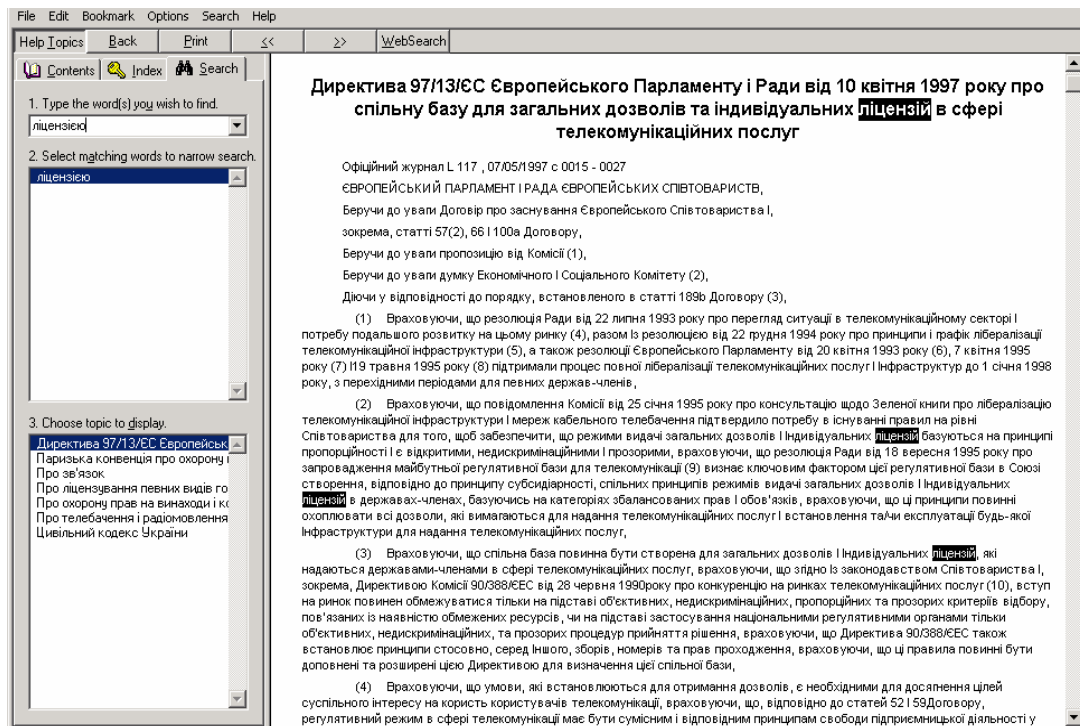 File Edit Bookmark Options Search Help
Help Topics Back Print << >> WebSearch
Contents Index Search
1. Type the word(s) you wish to find.
ліцензією
2. Select matching words to narrow search.
ліцензією
3. Choose topic to display.
Директива 97/13/ЄС Європейськ
Паризька конвенція про охорону
Про зв'язок
Про ліцензування певних видів го
Про охорону прав на винаходи і ко
Про телебачення і радіомовлення
Цивільний кодекс України
Директива 97/13/ЄС Європейського Парламенту і Ради від 10 квітня 1997 року про
спільну базу для загальних дозволів та індивідуальних ліцензій в сфері
телекомунікаційних послуг
Офіційний журнал L 117 , 07/05/1997 с 0015 - 0027
ЄВРОПЕЙСЬКИЙ ПАРЛАМЕНТ І РАДА ЄВРОПЕЙСЬКИХ СПІВТОВАРИСТВ,
Беручи до уваги Договір про заснування Європейського Співтовариства І,
зокрема, статті 57(2), 66 І 100а Договору,
Беручи до уваги пропозицію від Комісії (1),
Беручи до уваги думку Економічного І Соціального Комітету (2),
Діючи у відповідності до порядку, встановленого в статті 189b Договору (3),
(1) Враховуючи, що резолюція Ради від 22 липня 1993 року про перегляд ситуації в телекомунікаційному секторі І
потребу подальшого розвитку на цьому ринку (4), разом Із резолюцією від 22 грудня 1994 року про принципи і графік лібералізації
телекомунікаційної інфраструктури (5), а також резолюції Європейського Парламенту від 20 квітня 1993 року (6), 7 квітня 1995
року (7) І19 травня 1995 року (8) підтримали процес повної лібералізації телекомунікаційних послуг І Інфраструктур до 1 січня 1998
року, з перехідними періодами для певних держав-членів,
(2) Враховуючи, що повідомлення Комісії від 25 січня 1995 року про консультацію щодо Зеленої книги про лібералізацію
телекомунікаційної інфраструктури І мереж кабельного телебачення підтвердило потребу в існуванні правил на рівні
Співтовариства для того, щоб забезпечити, що режими видачі загальних дозволів І Індивідуальних ліцензій базуються на принципі
пропорційності І є відкритими, недискримінаційними І прозорими, враховуючи, що резолюція Ради від 18 вересня 1995 року про
запровадження майбутньої регулятивної бази для телекомунікації (9) визнає ключовим фактором цієї регулятивної бази в Союзі
створення, відповідно до принципу субсидіарності, спільних принципів режимів видачі загальних дозволів І Індивідуальних
ліцензій в державах-членах, базуючись на категоріях збалансованих прав І обов'язків, враховуючи, що ці принципи повинні
охоплювати всі дозволи, які вимагаються для надання телекомунікаційних послуг І встановлення та/чи експлуатації будь-якої
Інфраструктури для надання телекомунікаційних послуг,
(3) Враховуючи, що спільна база повинна бути створена для загальних дозволів І Індивідуальних ліцензій, які
надаються державами-членами в сфері телекомунікаційних послуг, враховуючи, що згідно Із законодавством Співтовариства І,
зокрема, Директивою Комісії 90/388/ЄЕС від 28 червня 1990року про конкуренцію на ринках телекомунікаційних послуг (10), вступ
на ринок повинен обмежуватися тільки на підставі об'єктивних, недискримінаційних, пропорційних та прозорих критеріїв відбору,
пов'язаних із наявністю обмежених ресурсів, чи на підставі застосування національними регулятивними органами тільки
об'єктивних, недискримінаційних, та прозорих процедур прийняття рішення, враховуючи, що Директива 90/388/ЄЕС також
встановлює принципи стосовно, серед Іншого, зборів, номерів та прав проходження, враховуючи, що ці правила повинні бути
доповнені та розширені цією Директивою для визначення цієї спільної бази,
(4) Враховуючи, що умови, які встановлюються для отримання дозволів, є необхідними для досягнення цілей
суспільного інтересу на користь користувачів телекомунікації, враховуючи, що, відповідно до статей 52 І 59Договору,
регулятивний режим в сфері телекомунікації має бути сумісним і відповідним принципам свободи підприємницької діяльності у